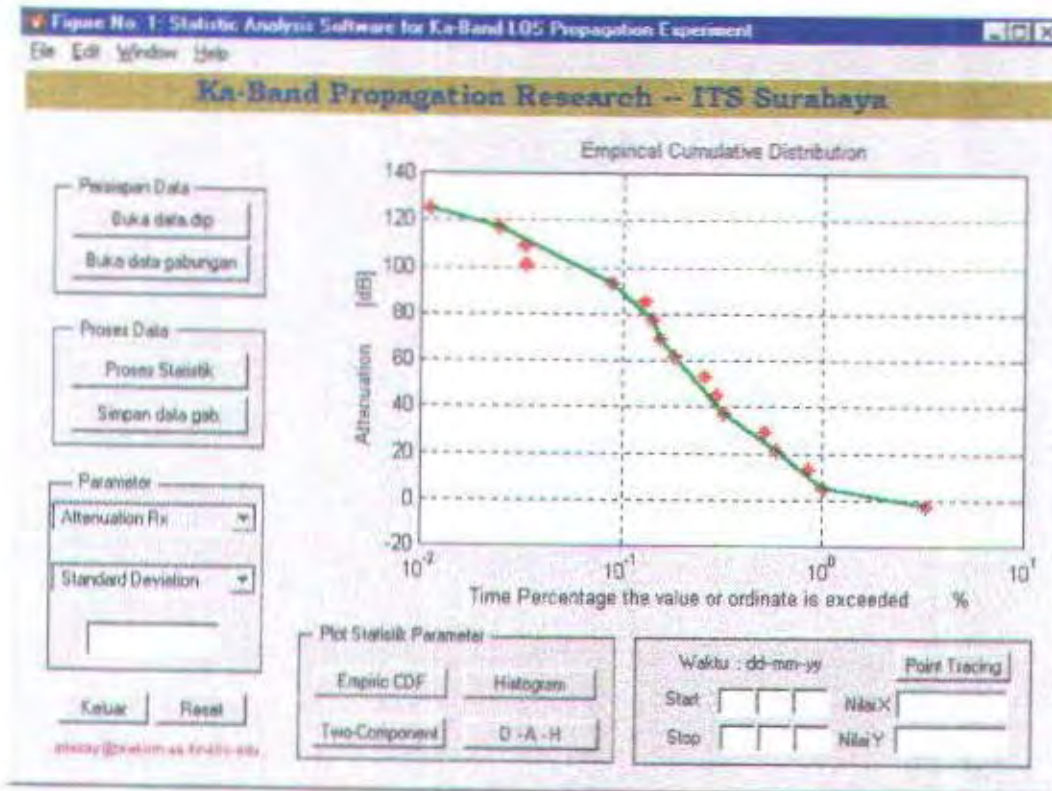 Figure No. 1: Statistic Analysis Software for Ka-Band LOS Propagation Experiment
File Edit Window Help
Ka-Band Propagation Research -- ITS Surabaya
Persiapan Data
Buka data dip
Buka data gabungan
Proses Data
Proses Statistik
Simpan data gab.
Parameter
Attenuation Rx
Standard Deviation
Keluar Reset
Empirical Cumulative Distribution
Attenuation [dB]
140
120
100
80
60
40
20
0
-20
10^-2 10^-1 10^0 10^1
Time Percentage the value or ordinate is exceeded %
Plot Statistik Parameter
Empiric CDF Histogram
Two-Component D - A - H
Waktu : dd-mm-yy Point Tracing
Start Nilai X
Stop Nilai Y